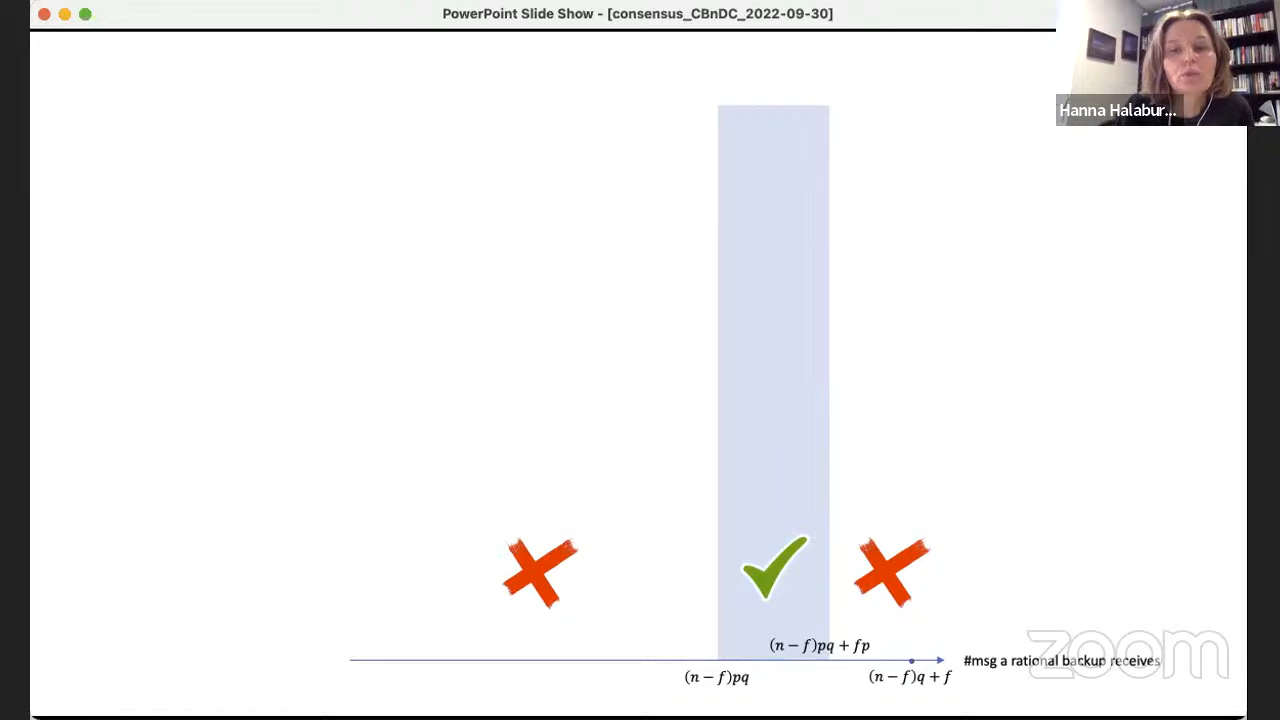 PowerPoint Slide Show - [consensus_CBnDC_2022-09-30]
Hanna Halabur...
(n − f)pq + fp
#msg a rational backup receives
(n − f)pq
(n − f)q + f
zoom